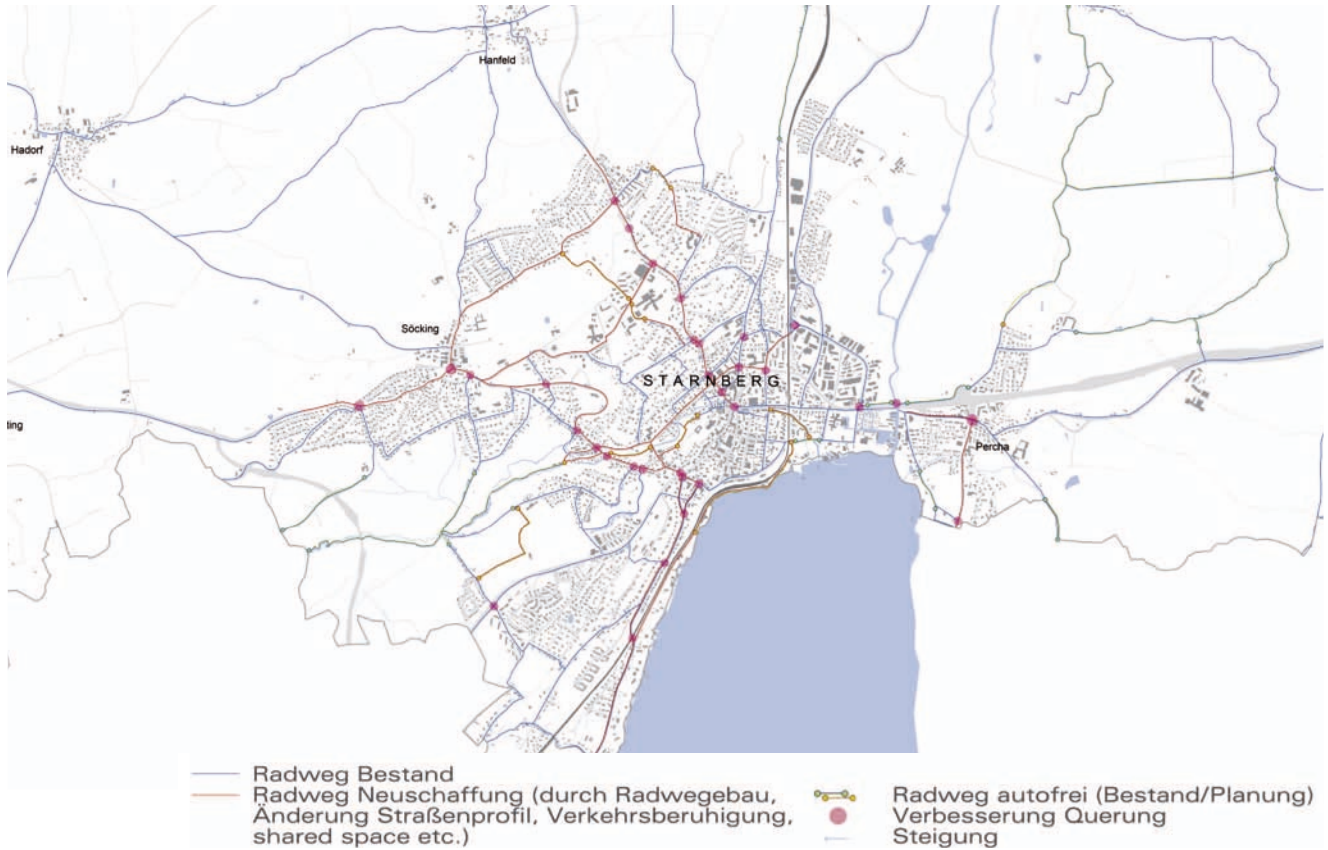 Hanfeld
Hadorf
Söcking
STARNBERG
ting
Percha
Radweg Bestand
Radweg Neuschaffung (durch Radwegebau,
Änderung Straßenprofil, Verkehrsberuhigung,
shared space etc.)
Radweg autofrei (Bestand/Planung)
Verbesserung Querung
Steigung